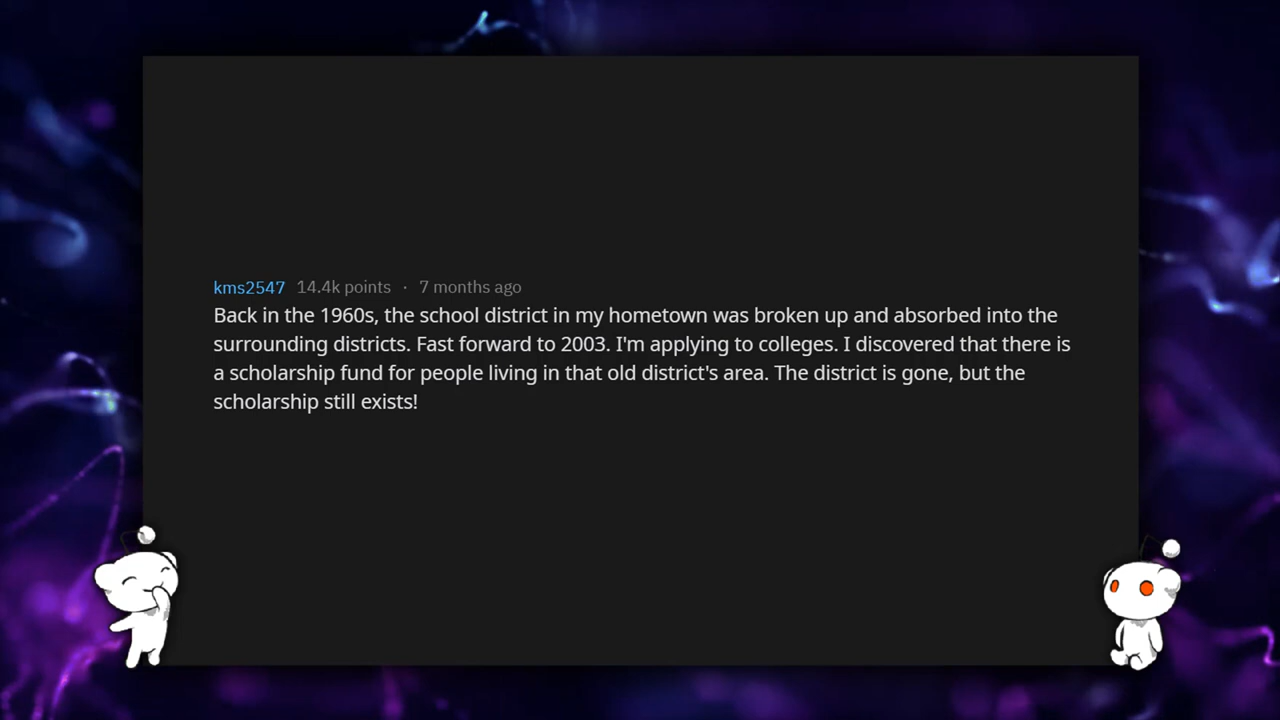 kms2547 14.4k points · 7 months ago
Back in the 1960s, the school district in my hometown was broken up and absorbed into the
surrounding districts. Fast forward to 2003. I'm applying to colleges. I discovered that there is
a scholarship fund for people living in that old district's area. The district is gone, but the
scholarship still exists!